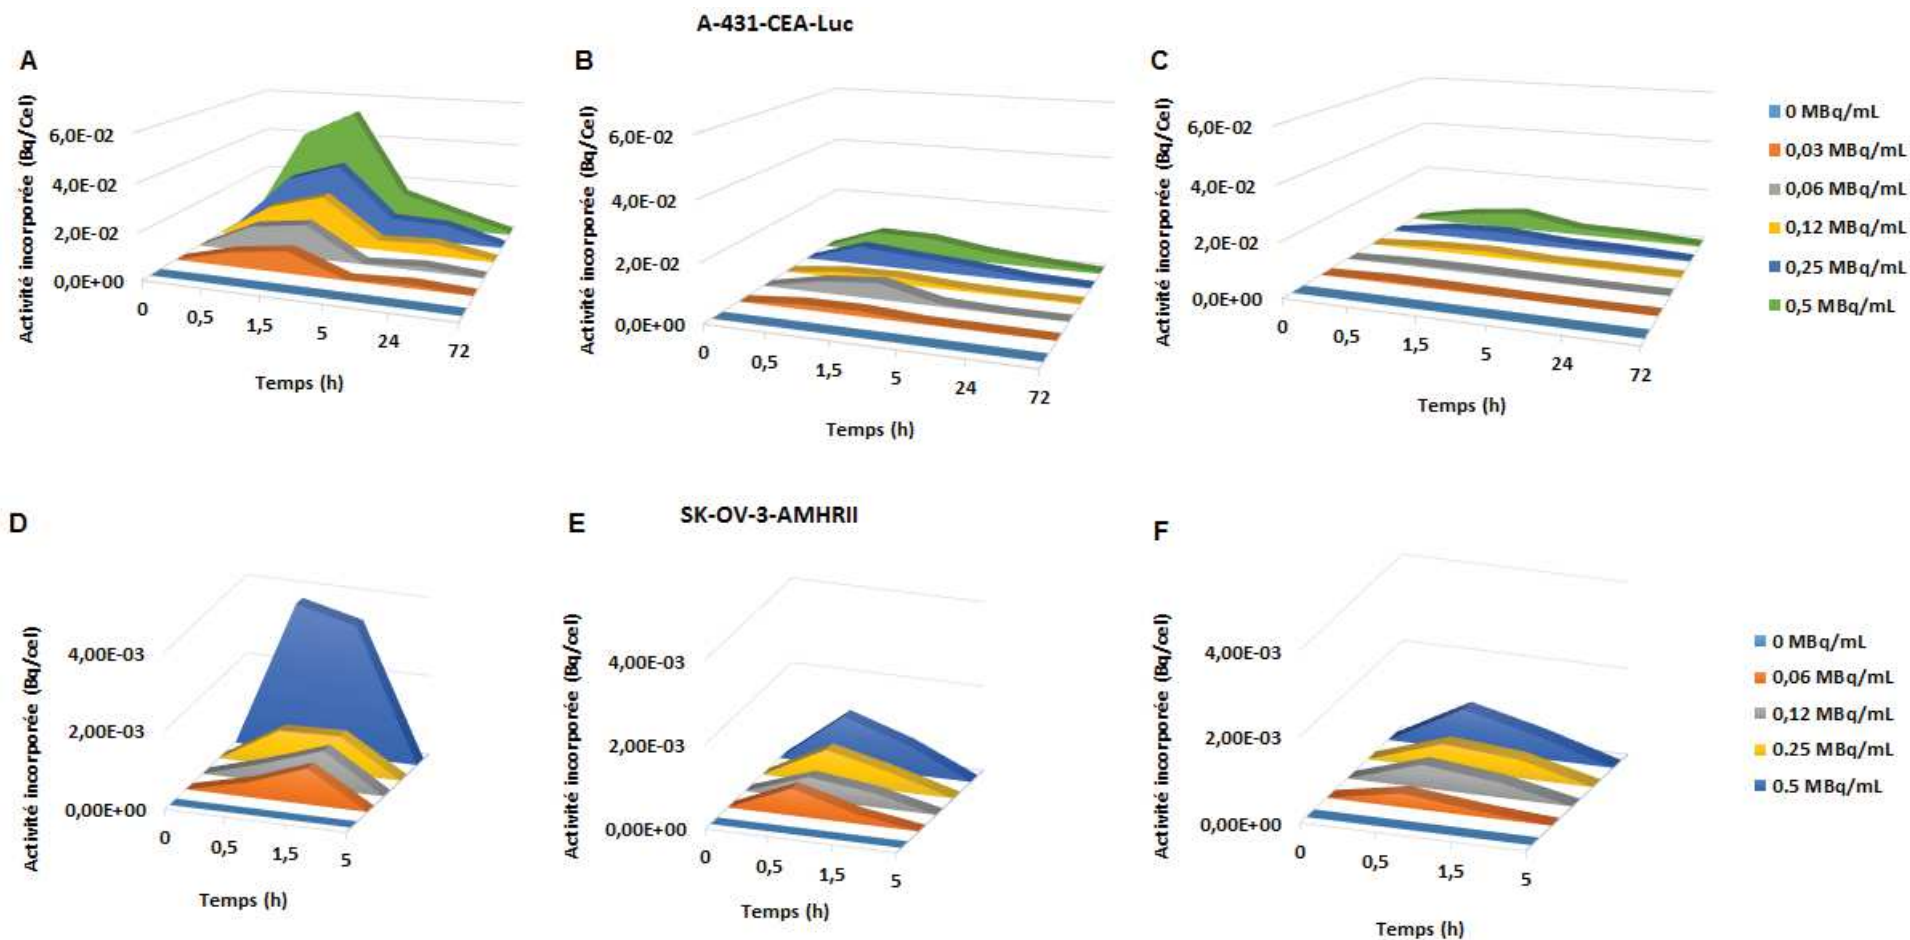 A-431-CEA-Luc
A
Activité incorporée (Bq/Cel)
6,0E-02
4,0E-02
2,0E-02
0,0E+00
0
0,5
1,5
5
24
72
Temps (h)
B
Activité incorporée (Bq/Cel)
6,0E-02
4,0E-02
2,0E-02
0,0E+00
0
0,5
1,5
5
24
72
Temps (h)
C
Activité incorporée (Bq/Cel)
6,0E-02
4,0E-02
2,0E-02
0,0E+00
0
0,5
1,5
5
24
72
Temps (h)
0 MBq/mL
0,03 MBq/mL
0,06 MBq/mL
0,12 MBq/mL
0,25 MBq/mL
0,5 MBq/mL
SK-OV-3-AMHRII
D
Activité incorporée (Bq/cel)
4,00E-03
2,00E-03
0,00E+00
0
0,5
1,5
5
Temps (h)
E
Activité incorporée (Bq/cel)
4,00E-03
2,00E-03
0,00E+00
0
0,5
1,5
5
Temps (h)
F
Activité incorporée (Bq/cel)
4,00E-03
2,00E-03
0,00E+00
0
0,5
1,5
5
Temps (h)
0 MBq/mL
0,06 MBq/mL
0,12 MBq/mL
0.25 MBq/mL
0.5 MBq/mL